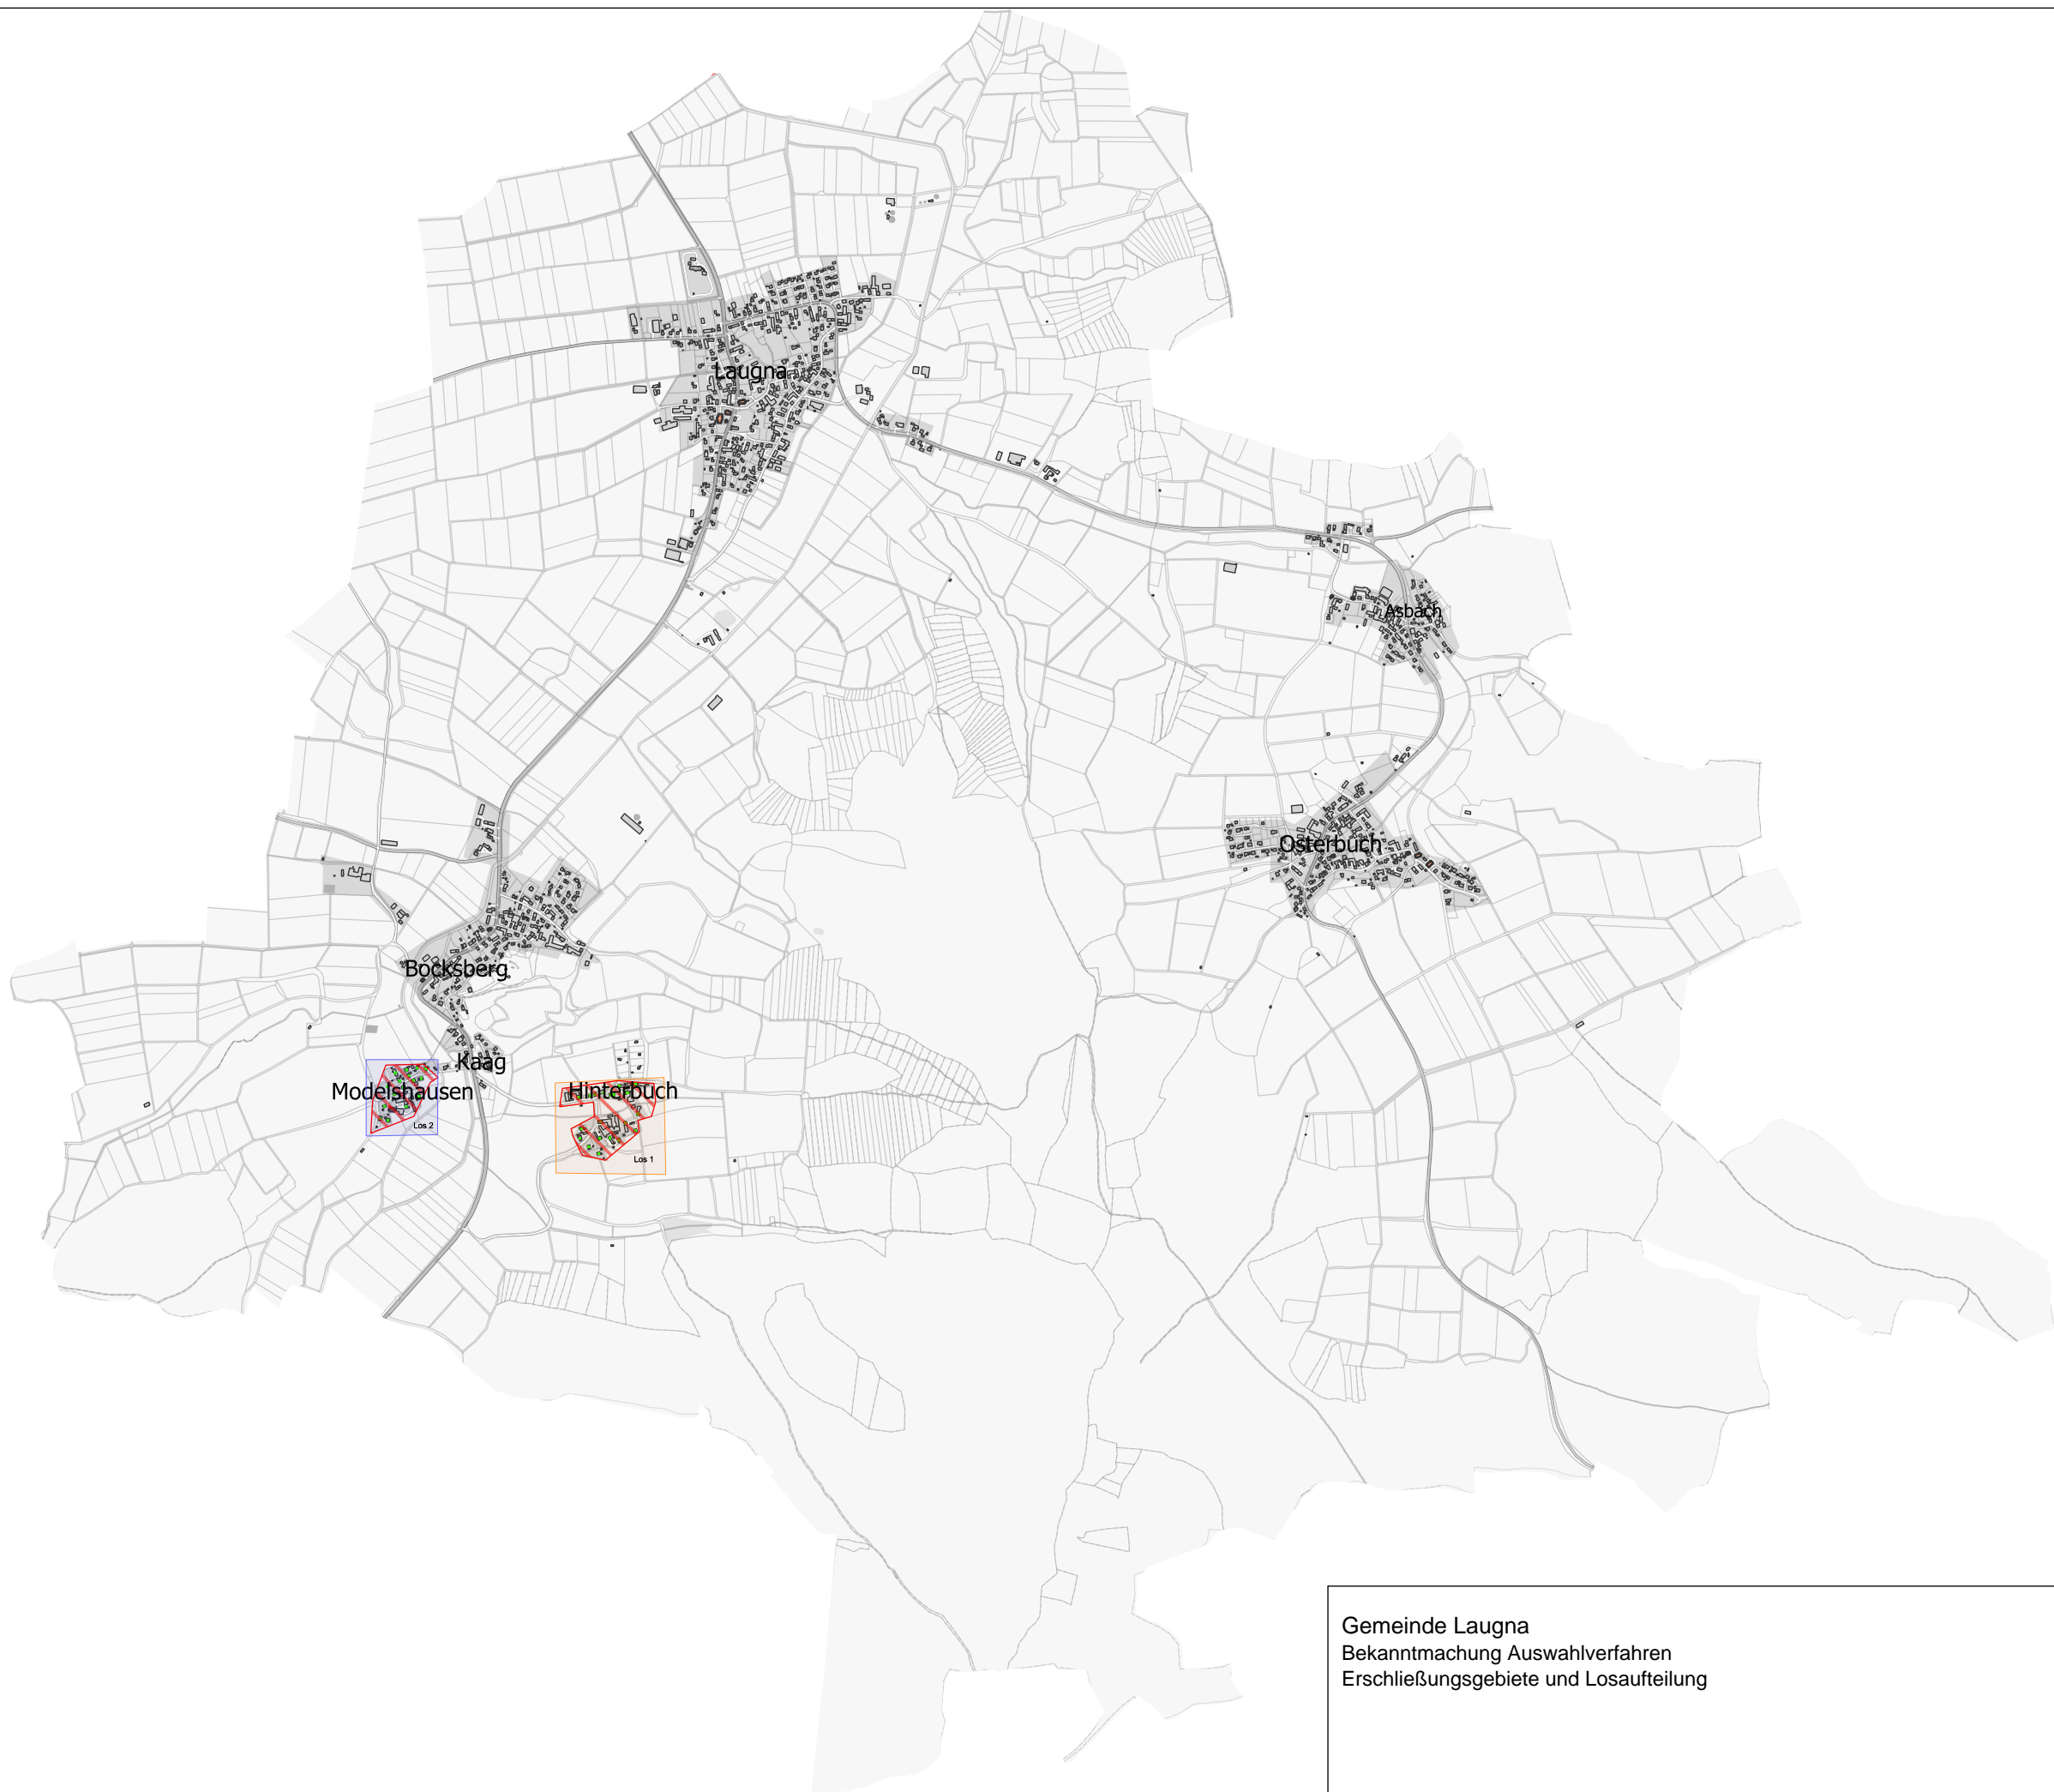 Laugna
Asbach
Osterbuch
Bocksberg
Kaag
Modelshausen
Hinterbuch
Los 2
Los 1
Gemeinde Laugna
Bekanntmachung Auswahlverfahren
Erschließungsgebiete und Losaufteilung